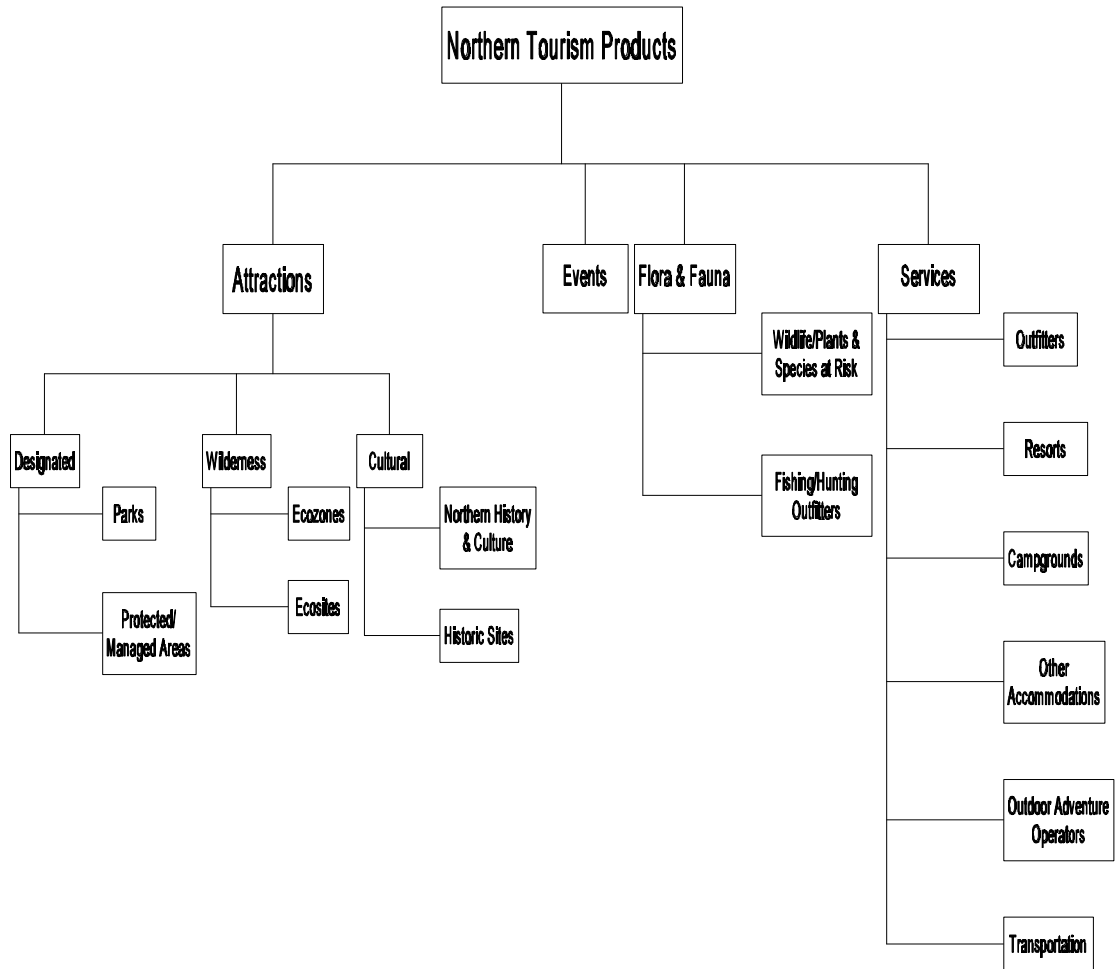 Northern Tourism Products
Attractions
Events
Flora & Fauna
Services
Designated
Parks
Protected/
Managed Areas
Wilderness
Ecozones
Ecosites
Cultural
Northern History
& Culture
Historic Sites
Wildlife/Plants &
Species at Risk
Fishing/Hunting
Outfitters
Outfitters
Resorts
Campgrounds
Other
Accommodations
Outdoor Adventure
Operators
Transportation